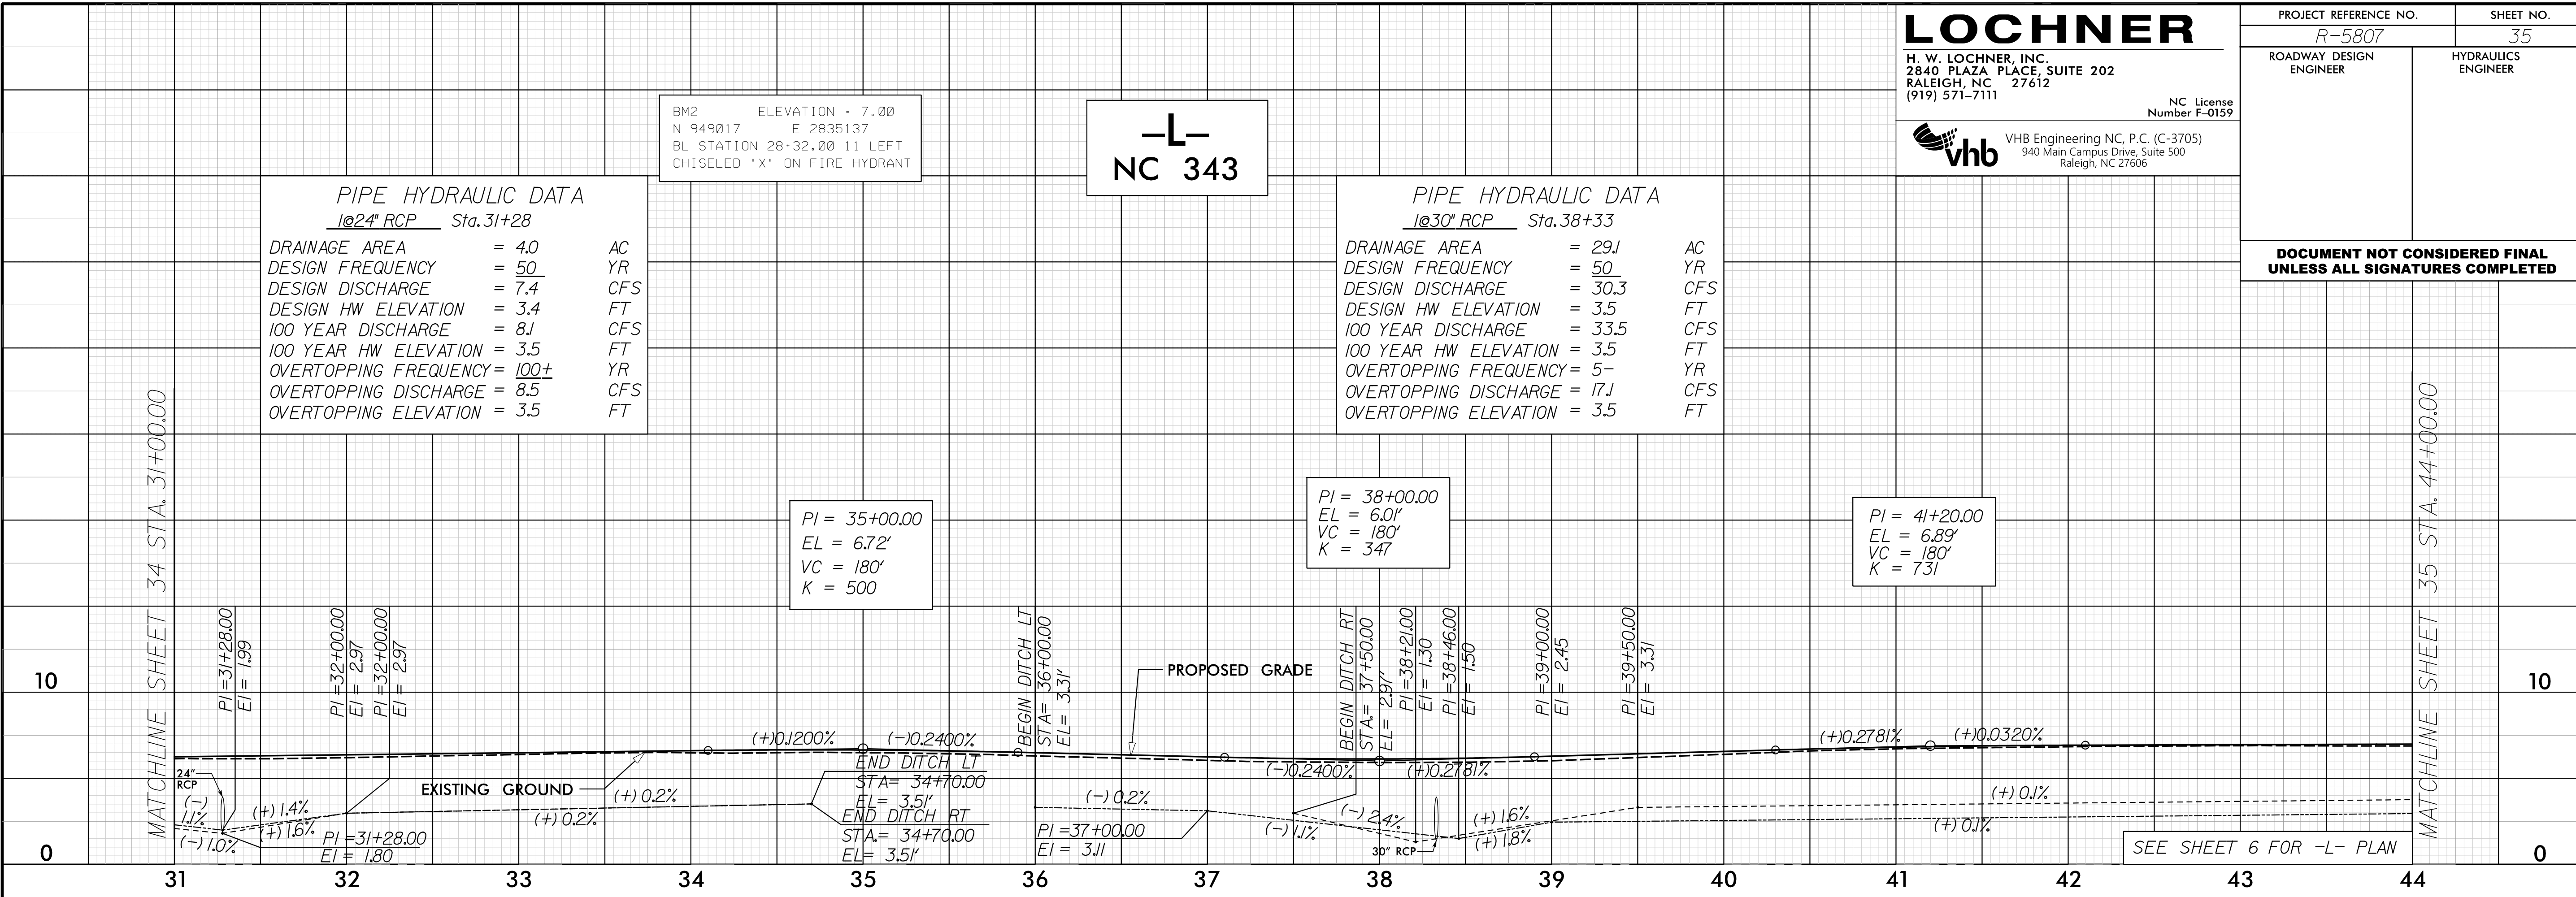 LOCHNER
H. W. LOCHNER, INC.
2840 PLAZA PLACE, SUITE 202
RALEIGH, NC 27612
(919) 571–7111
NC License
Number F–0159
vhb
VHB Engineering NC, P.C. (C-3705)
940 Main Campus Drive, Suite 500
Raleigh, NC 27606
PROJECT REFERENCE NO. SHEET NO.
R-5807 35
ROADWAY DESIGN
ENGINEER
HYDRAULICS
ENGINEER
DOCUMENT NOT CONSIDERED FINAL
UNLESS ALL SIGNATURES COMPLETED
BM2 ELEVATION = 7.00
N 949017 E 2835137
BL STATION 28+32.00 11 LEFT
CHISELED "X" ON FIRE HYDRANT
–L–
NC 343
PIPE HYDRAULIC DATA
1@24" RCP Sta.31+28
DRAINAGE AREA = 4.0 AC
DESIGN FREQUENCY = 50 YR
DESIGN DISCHARGE = 7.4 CFS
DESIGN HW ELEVATION = 3.4 FT
100 YEAR DISCHARGE = 8.1 CFS
100 YEAR HW ELEVATION = 3.5 FT
OVERTOPPING FREQUENCY = 100+ YR
OVERTOPPING DISCHARGE = 8.5 CFS
OVERTOPPING ELEVATION = 3.5 FT
PIPE HYDRAULIC DATA
1@30" RCP Sta.38+33
DRAINAGE AREA = 29.1 AC
DESIGN FREQUENCY = 50 YR
DESIGN DISCHARGE = 30.3 CFS
DESIGN HW ELEVATION = 3.5 FT
100 YEAR DISCHARGE = 33.5 CFS
100 YEAR HW ELEVATION = 3.5 FT
OVERTOPPING FREQUENCY = 5- YR
OVERTOPPING DISCHARGE = 17.1 CFS
OVERTOPPING ELEVATION = 3.5 FT
PI = 35+00.00
EL = 6.72'
VC = 180'
K = 500
PI = 38+00.00
EL = 6.01'
VC = 180'
K = 347
PI = 41+20.00
EL = 6.89'
VC = 180'
K = 731
MATCHLINE SHEET 34 STA. 31+00.00
PI =31+28.00
EI = 1.99
PI =32+00.00
EI = 2.97
PI =32+00.00
EI = 2.97
BEGIN DITCH LT
STA= 36+00.00
EL= 3.31'
BEGIN DITCH RT
STA.= 37+50.00
EL= 2.97'
PI=38+21.00
EI = 1.30
PI=38+46.00
EI = 1.50
PI =39+00.00
EI = 2.45
PI=39+50.00
EI = 3.31
MATCHLINE SHEET 35 STA. 44+00.00
10
10
PROPOSED GRADE
(+)0.1200%
(-)0.2400%
(-)0.2400%
(+)0.2781%
(+)0.2781%
(+)0.0320%
24"
RCP
(-)
1.1%
(-)1.0%
(+)1.4%
(+)1.6%
PI =31+28.00
EI = 1.80
EXISTING GROUND
(+)0.2%
(+)0.2%
END DITCH LT
STA= 34+70.00
EL= 3.51'
END DITCH RT
STA.= 34+70.00
EL= 3.51'
(-)0.2%
PI =37+00.00
EI = 3.11
(-)1.1%
(-)2.4%
30" RCP
(+)1.6%
(+)1.8%
(+)0.1%
(+)0.1%
SEE SHEET 6 FOR -L- PLAN
0
0
31 32 33 34 35 36 37 38 39 40 41 42 43 44